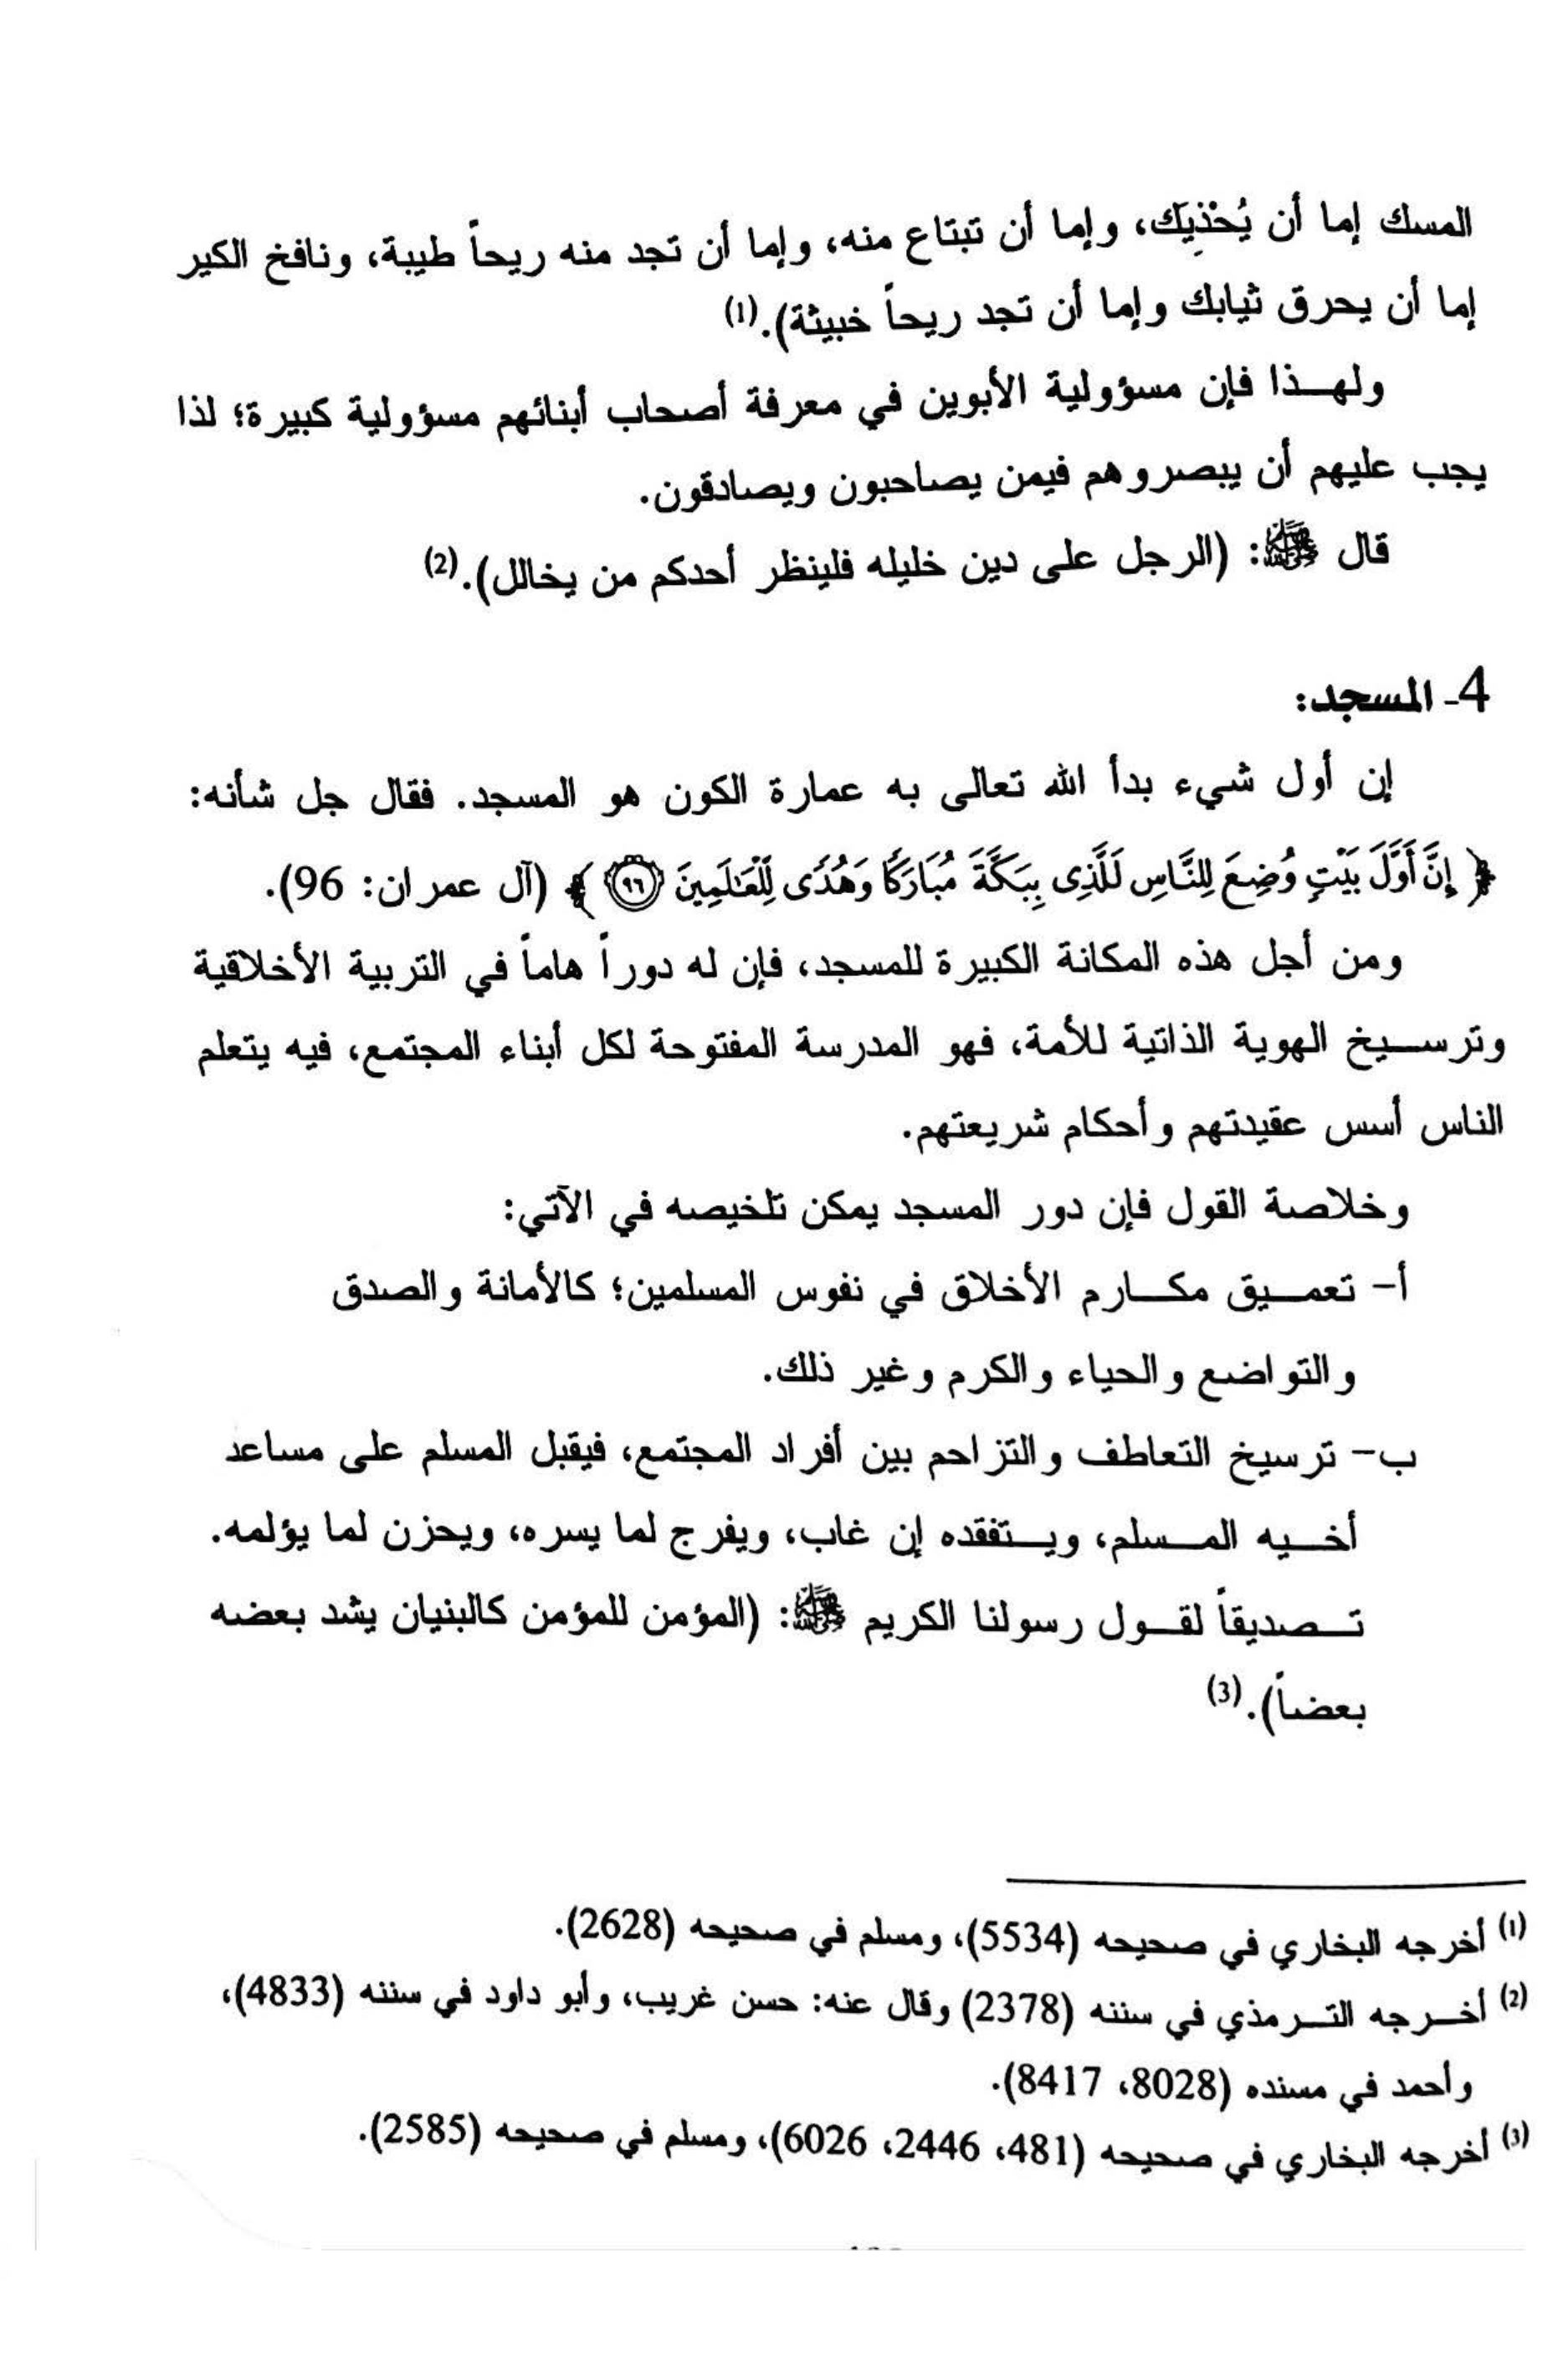 المسك إما أن يُحْذِيَك، وإما أن تبتاع منه، وإما أن تجد منه ريحاً طيبة، ونافخ الكير
إما أن يحرق ثيابك وإما أن تجد ريحاً خبيثة).(1)
ولهذا فإن مسؤولية الأبوين في معرفة أصحاب أبنائهم مسؤولية كبيرة؛ لذا
يجب عليهم أن يبصروهم فيمن يصاحبون ويصادقون.
قال ﷺ: (الرجل على دين خليله فلينظر أحدكم من يخالل).(2)
4- المسجد:
إن أول شيء بدأ الله تعالى به عمارة الكون هو المسجد. فقال جل شأنه:
﴿ إِنَّ أَوَّلَ بَيْتٍ وُضِعَ لِلنَّاسِ لَلَّذِى بِبَكَّةَ مُبَارَكًا وَهُدًى لِّلْعَـٰلَمِينَ ٩٦ ﴾ (آل عمران: 96).
ومن أجل هذه المكانة الكبيرة للمسجد، فإن له دوراً هاماً في التربية الأخلاقية
وترسيخ الهوية الذاتية للأمة، فهو المدرسة المفتوحة لكل أبناء المجتمع، فيه يتعلم
الناس أسس عقيدتهم وأحكام شريعتهم.
وخلاصة القول فإن دور المسجد يمكن تلخيصه في الآتي:
أ- تعميق مكارم الأخلاق في نفوس المسلمين؛ كالأمانة والصدق
والتواضع والحياء والكرم وغير ذلك.
ب- ترسيخ التعاطف والتزاحم بين أفراد المجتمع، فيقبل المسلم على مساعد
أخيه المسلم، ويستفقده إن غاب، ويفرج لما يسره، ويحزن لما يؤلمه.
تصديقاً لقول رسولنا الكريم ﷺ: (المؤمن للمؤمن كالبنيان يشد بعضه
بعضاً).(3)
(1) أخرجه البخاري في صحيحه (5534)، ومسلم في صحيحه (2628).
(2) أخرجه الترمذي في سننه (2378) وقال عنه: حسن غريب، وأبو داود في سننه (4833)،
وأحمد في مسنده (8028، 8417).
(3) أخرجه البخاري في صحيحه (481، 2446، 6026)، ومسلم في صحيحه (2585).